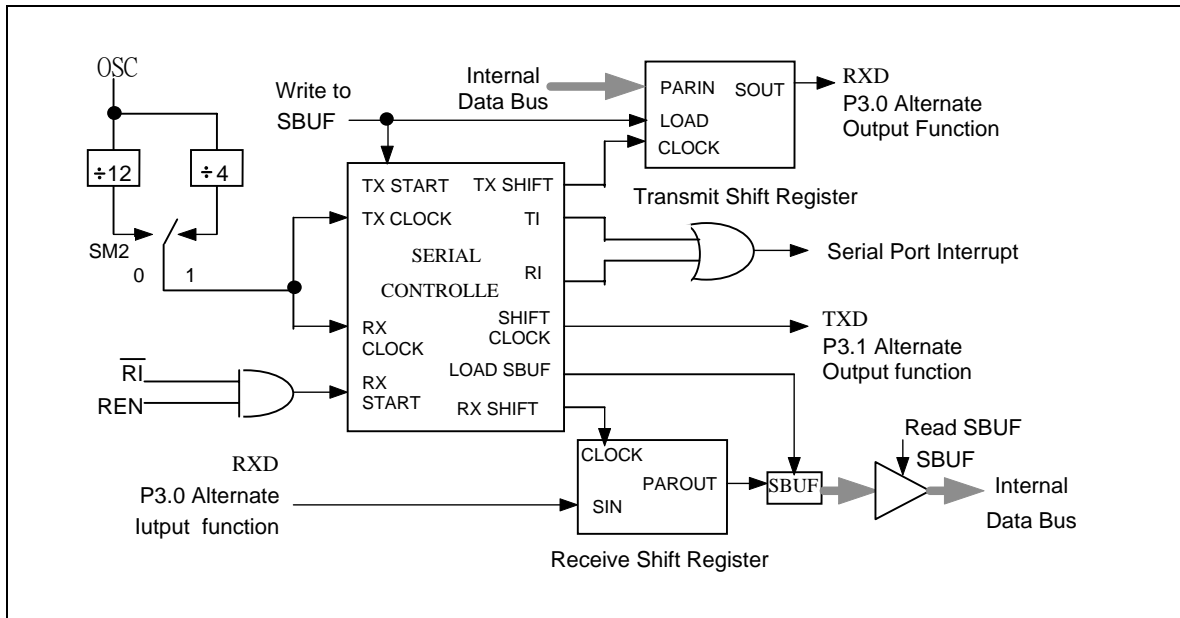 OSC
÷12
÷4
SM2
0
1
Write to
SBUF
Internal
Data Bus
PARIN
SOUT
LOAD
CLOCK
RXD
P3.0 Alternate
Output Function
Transmit Shift Register
TX START
TX SHIFT
TX CLOCK
TI
SERIAL
CONTROLLE
RI
RX
CLOCK
SHIFT
CLOCK
LOAD SBUF
RX
START
RX SHIFT
Serial Port Interrupt
TXD
P3.1 Alternate
Output function
RI
REN
RXD
P3.0 Alternate
Iutput function
CLOCK
PAROUT
SIN
Receive Shift Register
SBUF
Read SBUF
SBUF
Internal
Data Bus